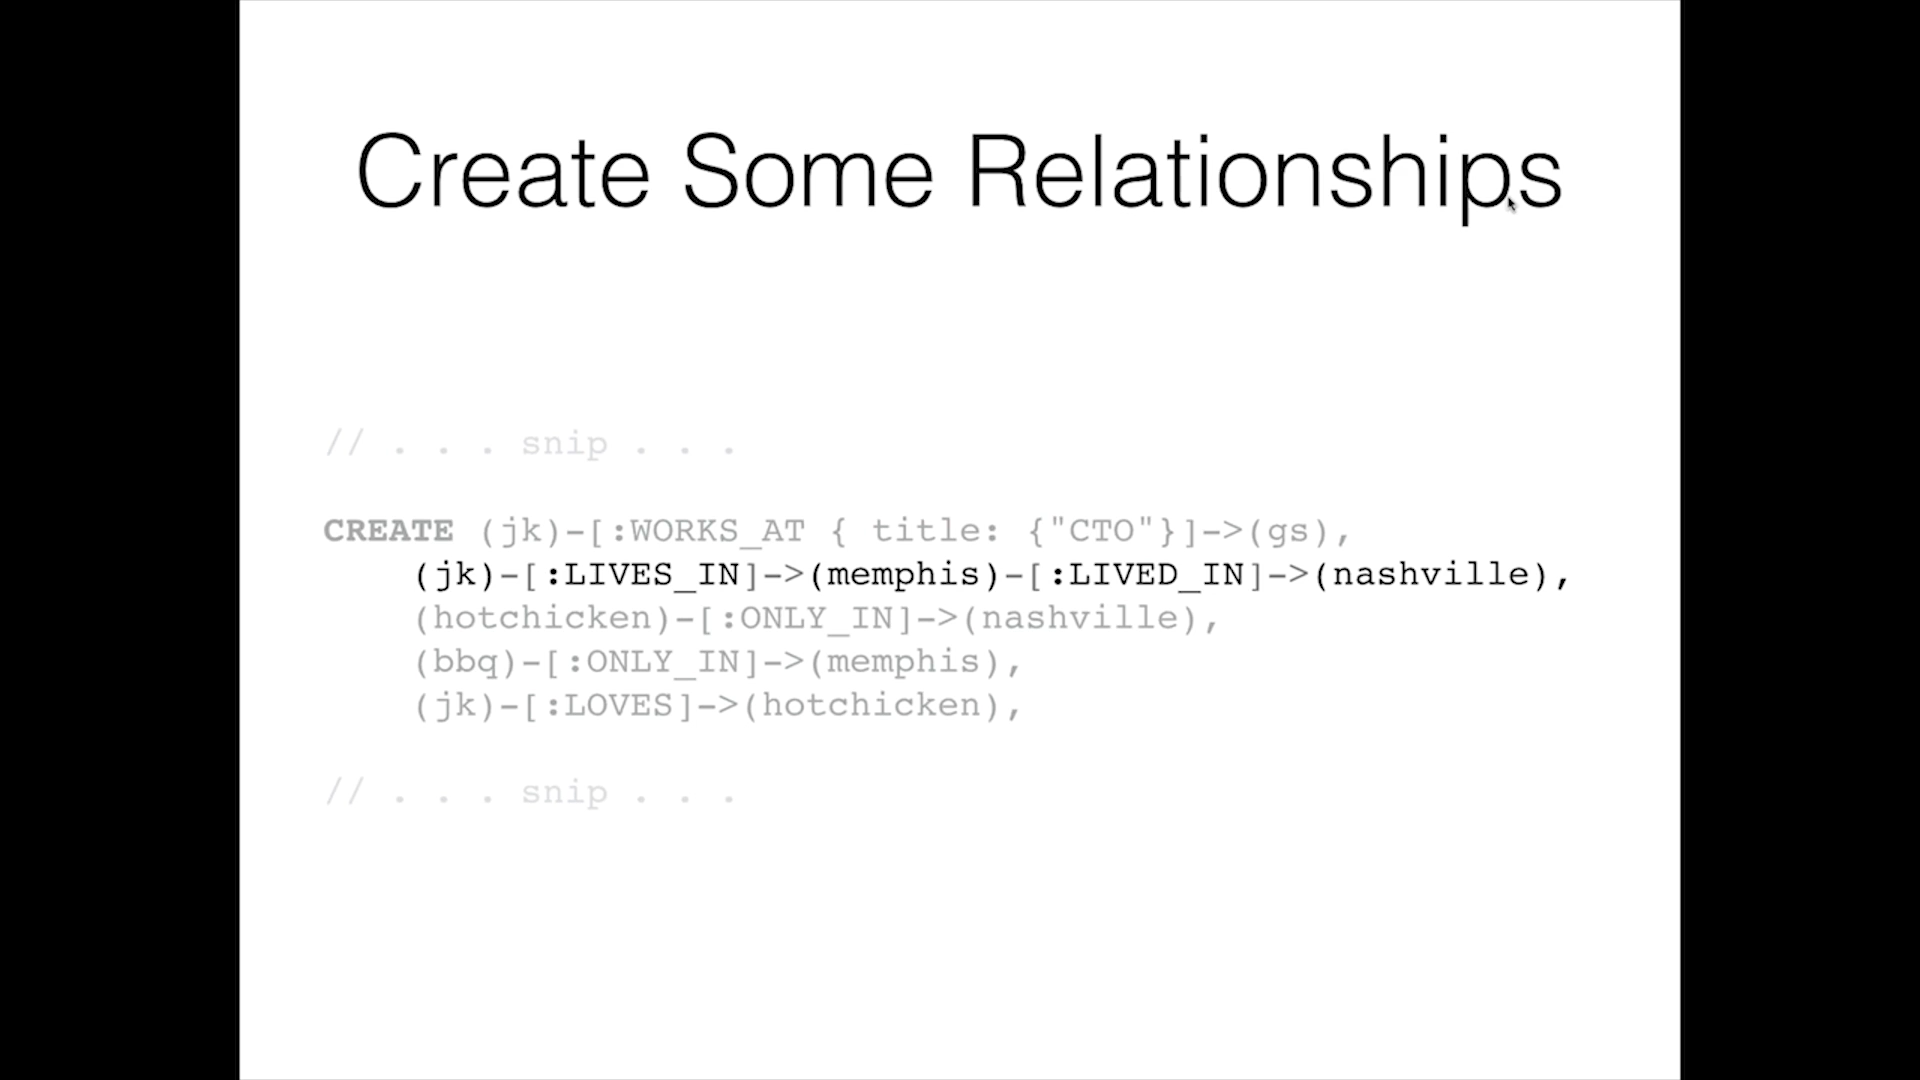 Create Some Relationships
// . . . snip . . .
CREATE (jk)-[:WORKS_AT { title: {"CTO"}]->(gs),
(jk)-[:LIVES_IN]->(memphis)-[:LIVED_IN]->(nashville),
(hotchicken)-[:ONLY_IN]->(nashville),
(bbq)-[:ONLY_IN]->(memphis),
(jk)-[:LOVES]->(hotchicken),
// . . . snip . . .